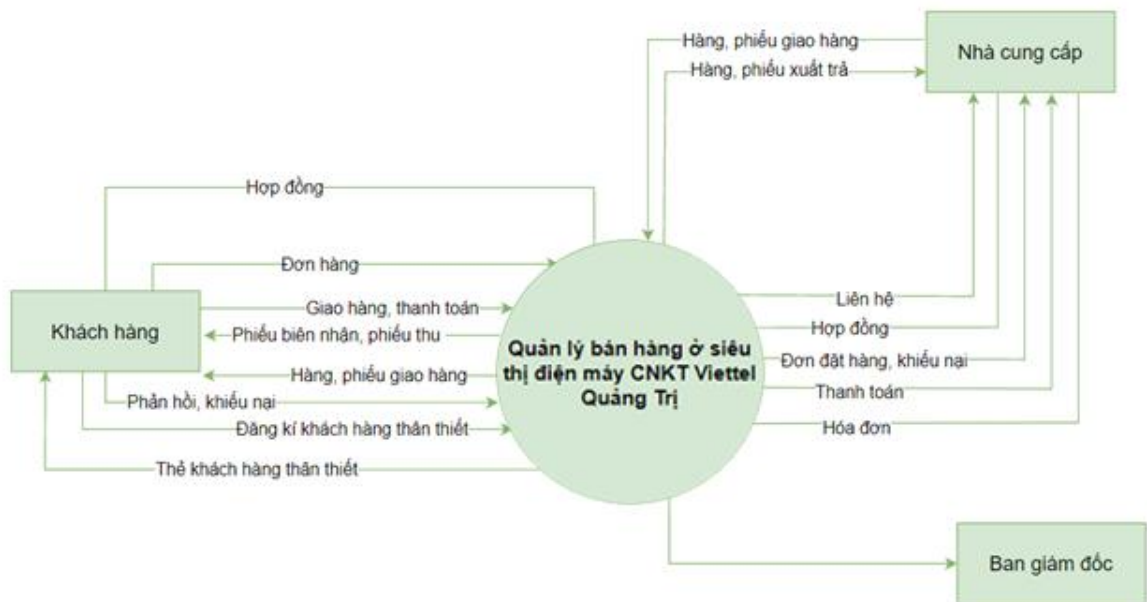 Hàng, phiếu giao hàng
Nhà cung cấp
Hàng, phiếu xuất trả
Hợp đồng
Đơn hàng
Giao hàng, thanh toán
Liên hệ
Khách hàng
Phiếu biên nhận, phiếu thu
Hợp đồng
Quản lý bán hàng ở siêu
thị điện máy CNKT Viettel
Quảng Trị
Đơn đặt hàng, khiếu nại
Hàng, phiếu giao hàng
Thanh toán
Phản hồi, khiếu nại
Hóa đơn
Đăng kí khách hàng thân thiết
Thẻ khách hàng thân thiết
Ban giám đốc